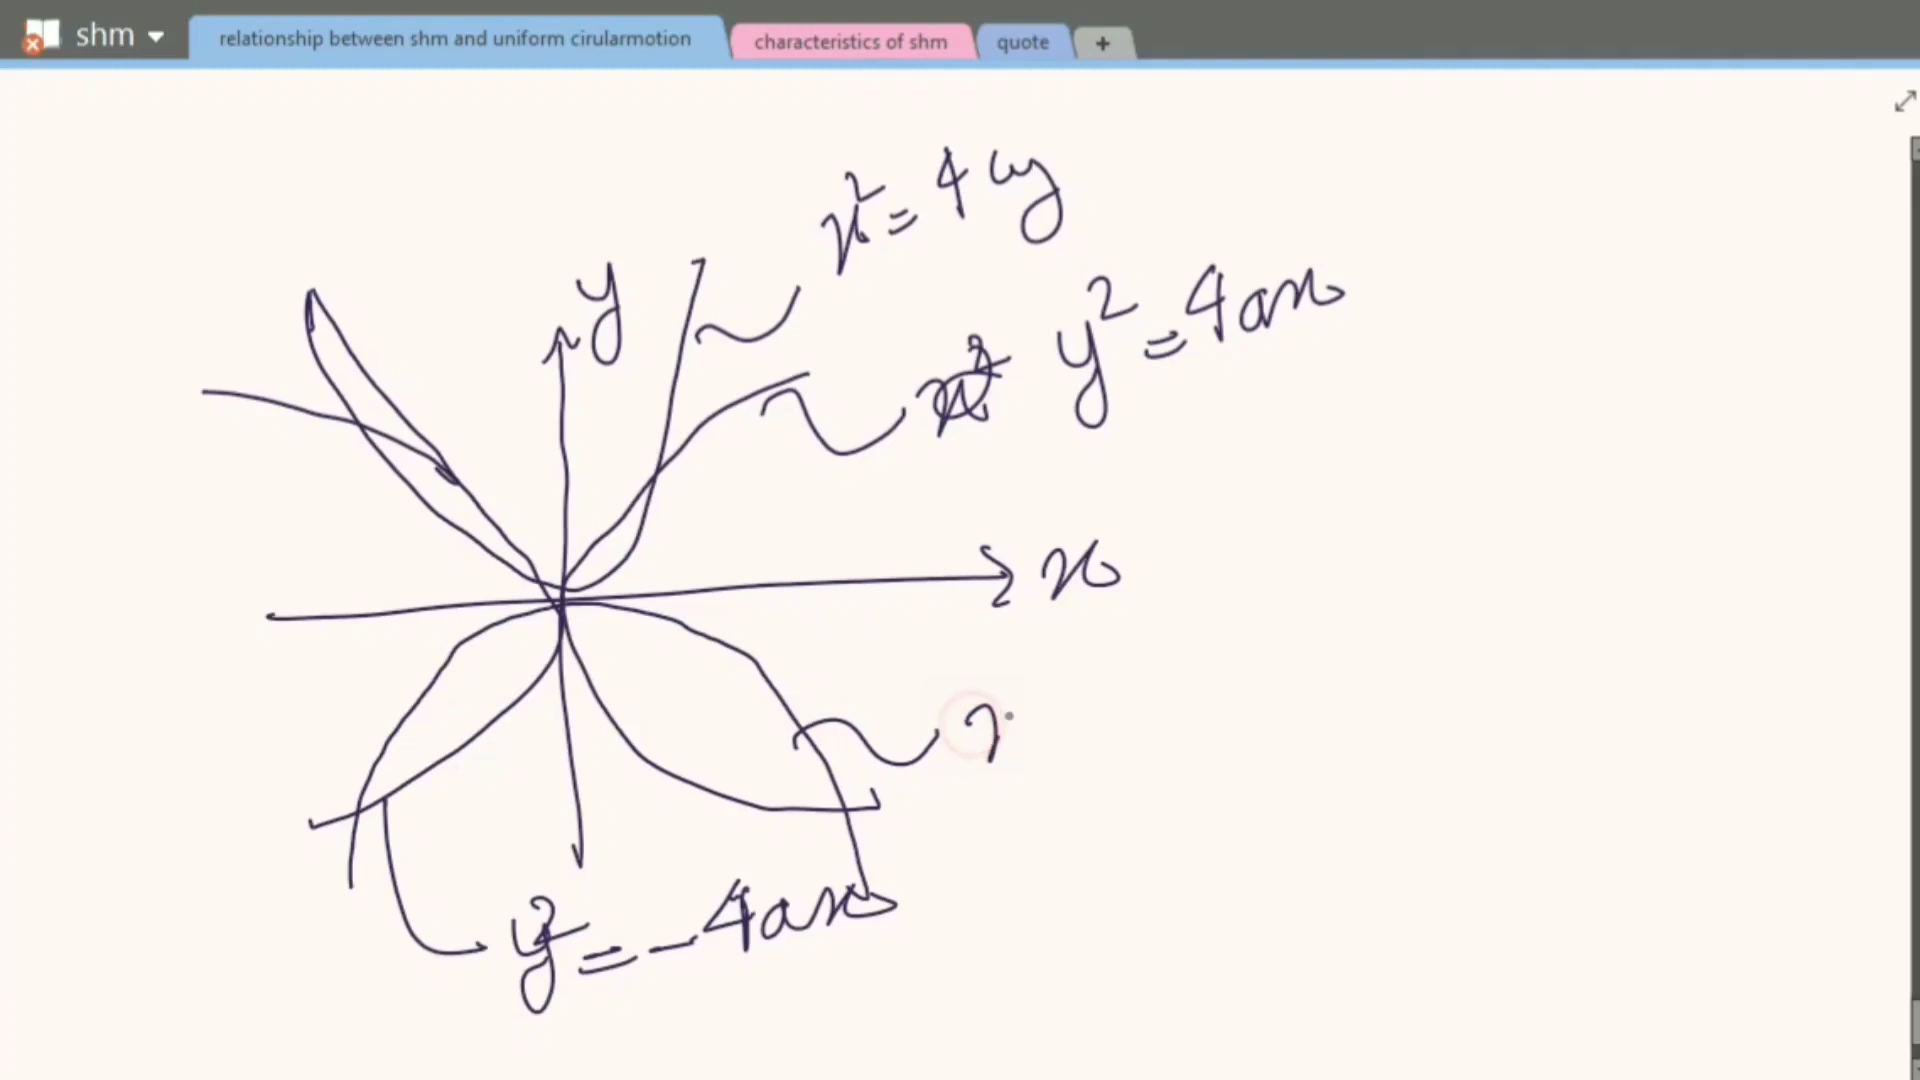 shm
relationship between shm and uniform cirularmotion
characteristics of shm
quote
+
x² = 4ay
y
y² = 4ax
x
y² = -4ax